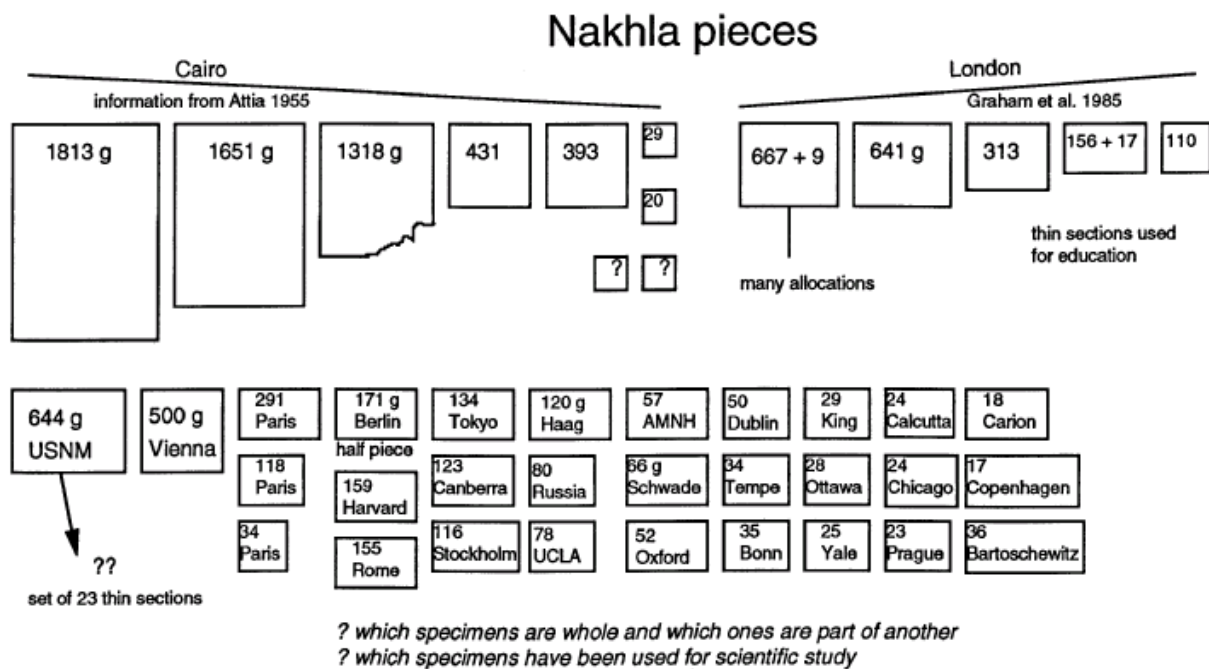 Nakhla pieces
Cairo
information from Attia 1955
1813 g
1651 g
1318 g
431
393
29
20
?
?
London
Graham et al. 1985
667 + 9
641 g
313
156 + 17
110
many allocations
thin sections used
for education
644 g
USNM
??
set of 23 thin sections
500 g
Vienna
291
Paris
118
Paris
34
Paris
171 g
Berlin
half piece
159
Harvard
155
Rome
134
Tokyo
123
Canberra
116
Stockholm
120 g
Haag
80
Russia
78
UCLA
57
AMNH
66 g
Schwade
52
Oxford
50
Dublin
34
Tempe
35
Bonn
29
King
28
Ottawa
25
Yale
24
Calcutta
24
Chicago
23
Prague
18
Carion
17
Copenhagen
36
Bartoschewitz
? which specimens are whole and which ones are part of another
? which specimens have been used for scientific study